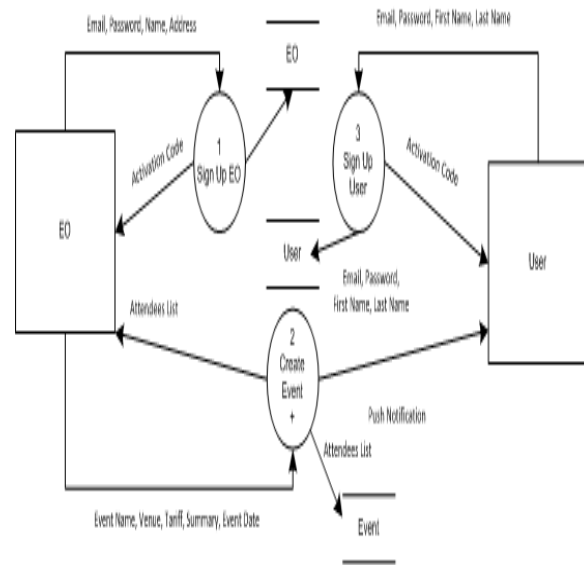 Email, Password, Name, Address
Email, Password, First Name, Last Name
EO
1
Sign Up EO
3
Sign Up
User
Activation Code
Activation Code
EO
User
User
Email, Password,
First Name, Last Name
Attendees List
2
Create
Event
+
Push Notification
Attendees List
Event Name, Venue, Tariff, Summary, Event Date
Event